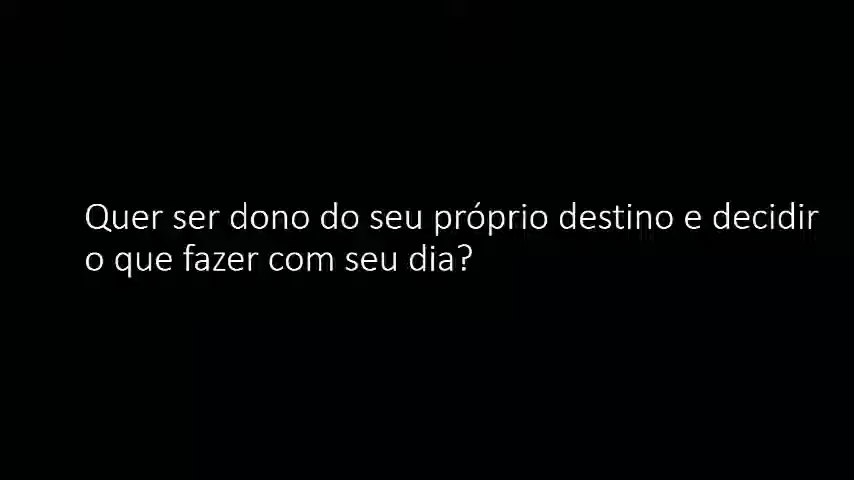 Quer ser dono do seu próprio destino e decidir
o que fazer com seu dia?